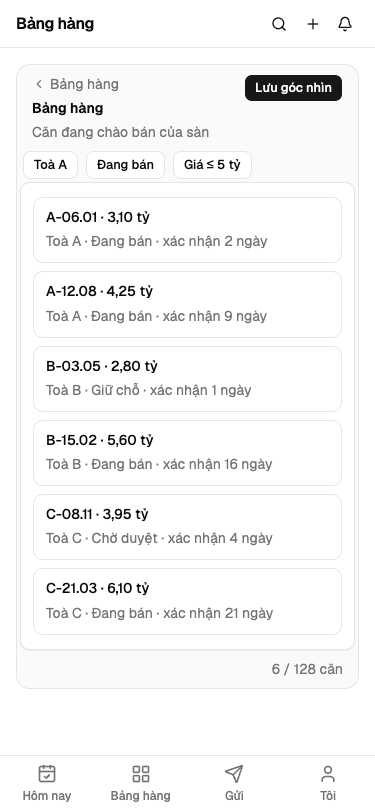 Bảng hàng
Bảng hàng
Lưu góc nhìn
Bảng hàng
Căn đang chào bán của sàn
Toà A
Đang bán
Giá ≤ 5 tỷ
A-06.01 · 3,10 tỷ
Toà A · Đang bán · xác nhận 2 ngày
A-12.08 · 4,25 tỷ
Toà A · Đang bán · xác nhận 9 ngày
B-03.05 · 2,80 tỷ
Toà B · Giữ chỗ · xác nhận 1 ngày
B-15.02 · 5,60 tỷ
Toà B · Đang bán · xác nhận 16 ngày
C-08.11 · 3,95 tỷ
Toà C · Chờ duyệt · xác nhận 4 ngày
C-21.03 · 6,10 tỷ
Toà C · Đang bán · xác nhận 21 ngày
6 / 128 căn
Hôm nay
Bảng hàng
Gửi
Tôi